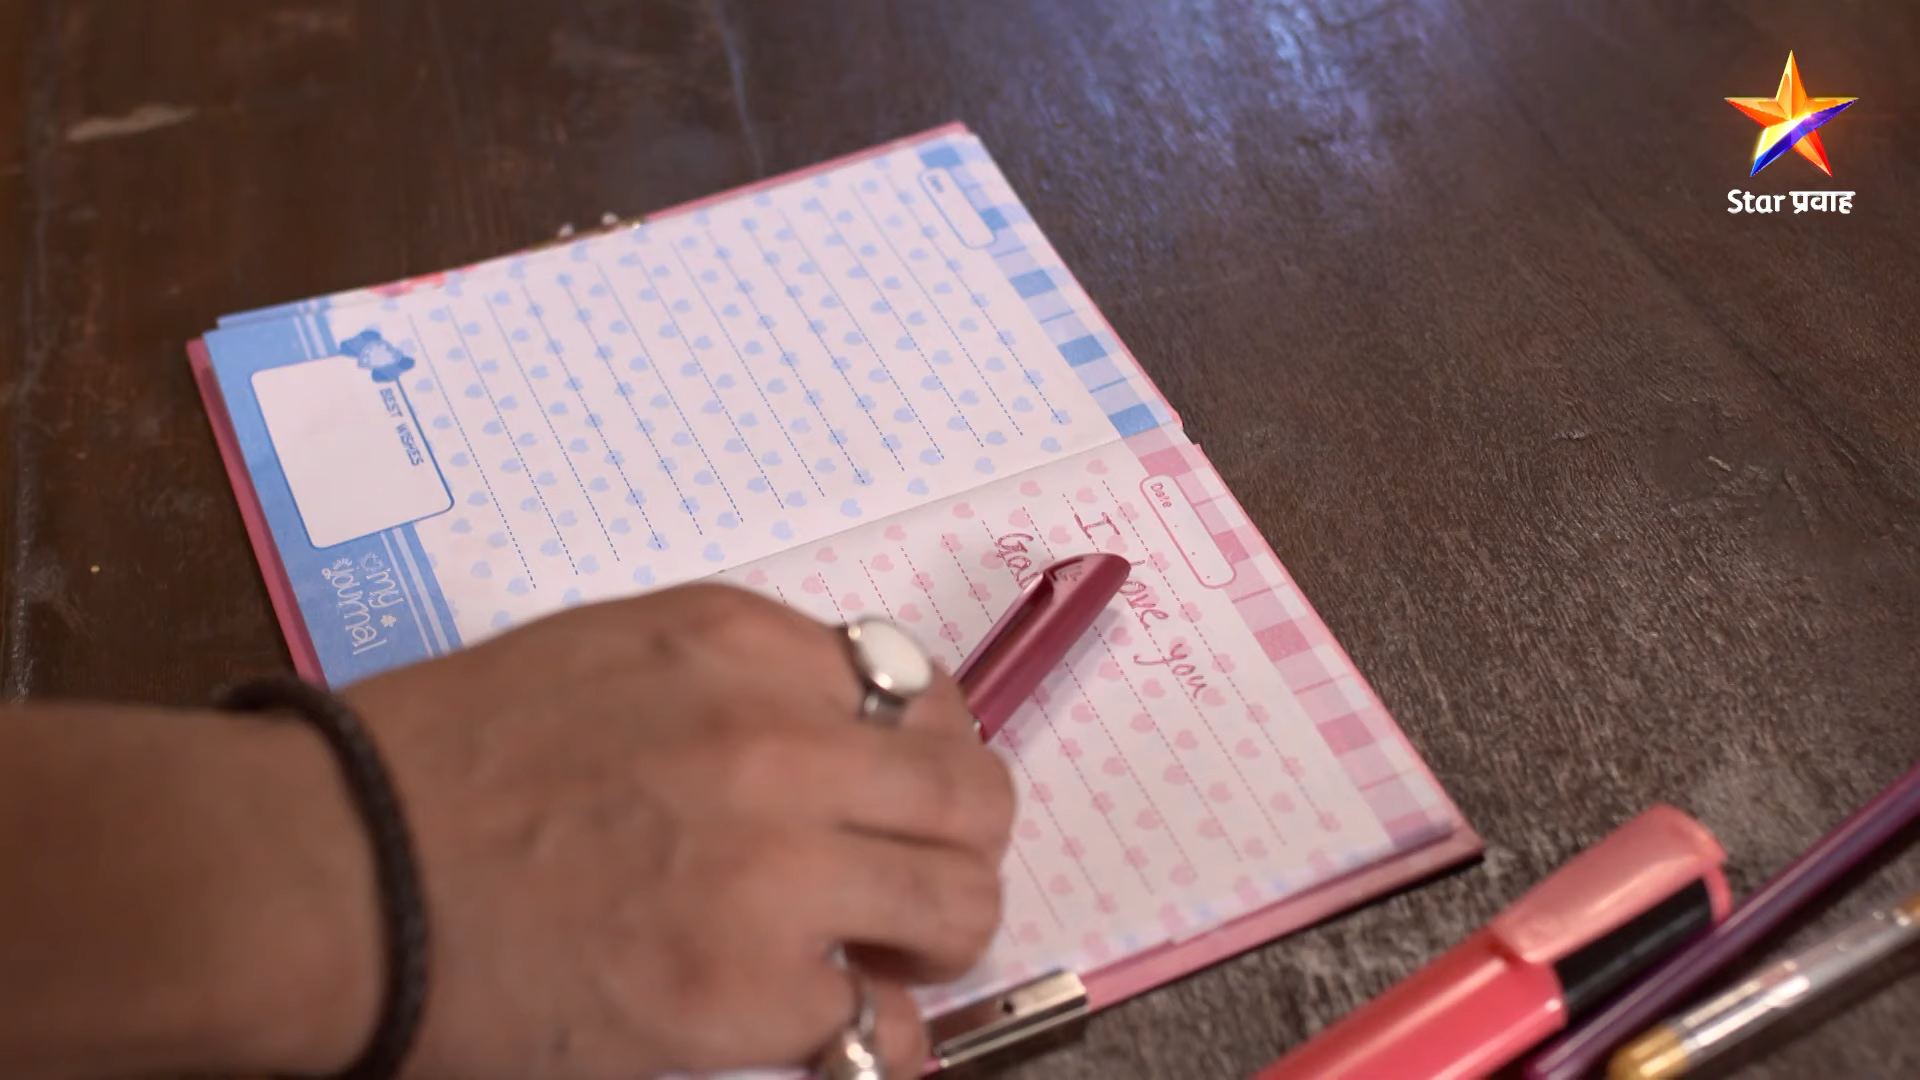 Star प्रवाह
Date
I love you
BEST WISHES
my
Journal